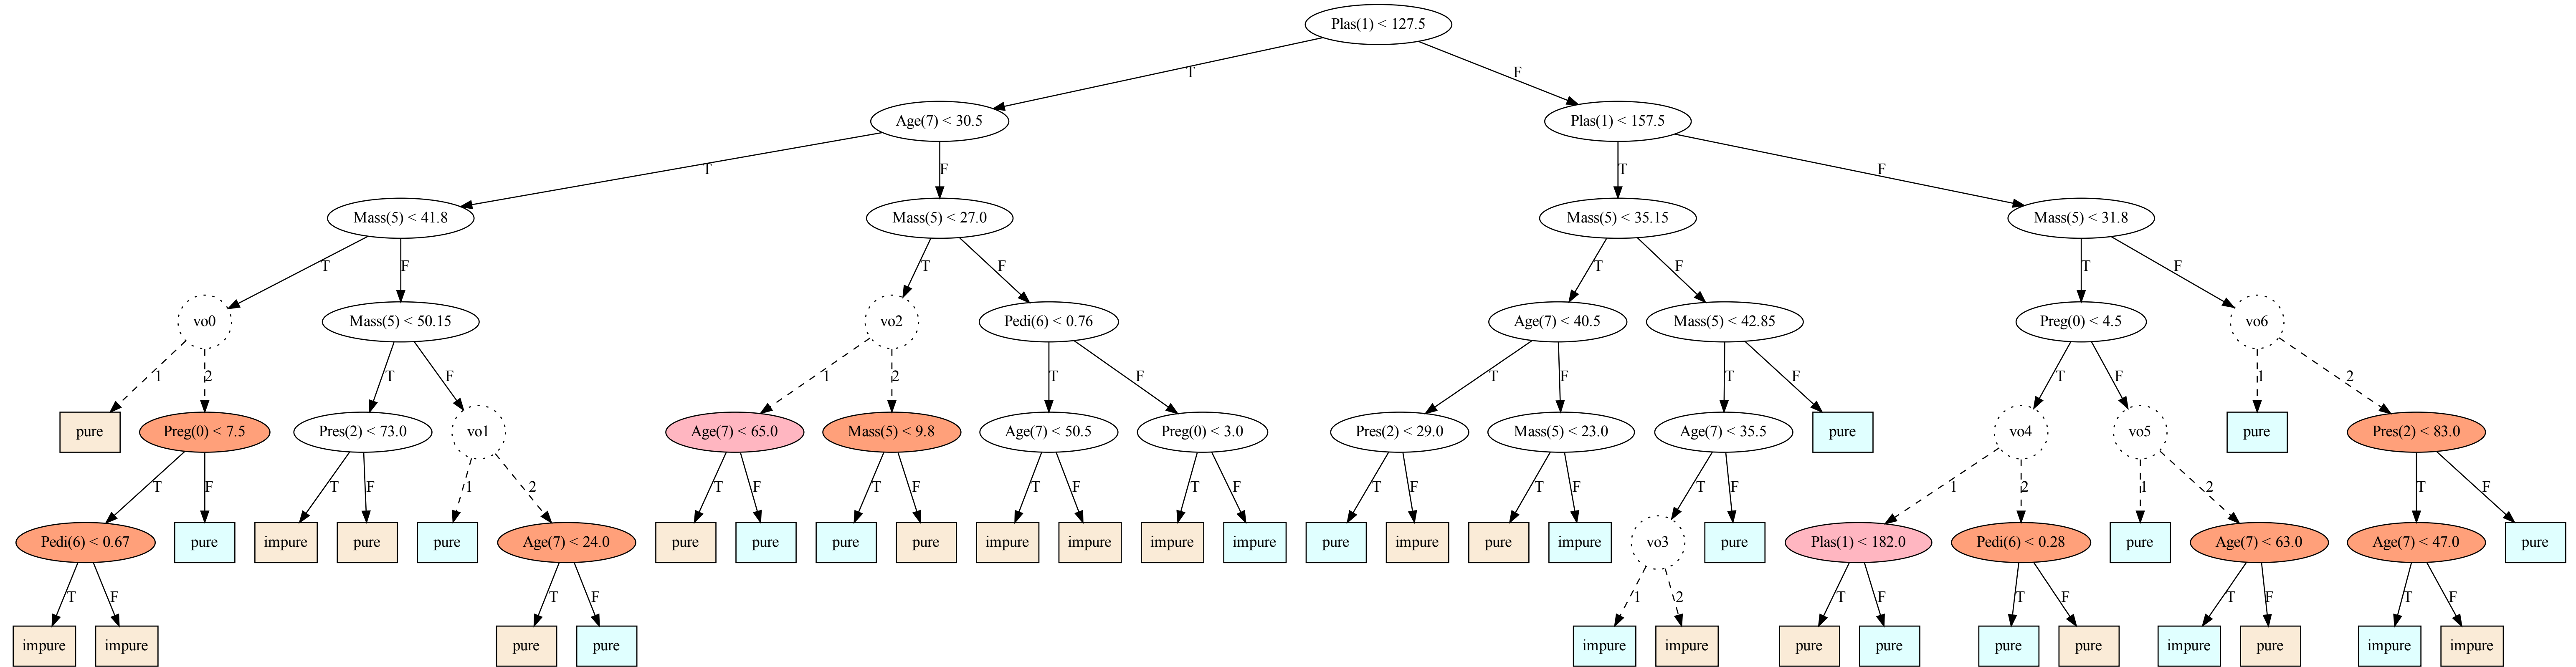 Plas(1) < 127.5
T
F
Age(7) < 30.5
Plas(1) < 157.5
T
F
T
F
Mass(5) < 41.8
Mass(5) < 27.0
Mass(5) < 35.15
Mass(5) < 31.8
T
F
T
F
T
F
T
F
vo0
Mass(5) < 50.15
vo2
Pedi(6) < 0.76
Age(7) < 40.5
Mass(5) < 42.85
Preg(0) < 4.5
vo6
1
2
T
F
1
2
T
F
T
F
T
F
T
F
1
2
pure
Preg(0) < 7.5
Pres(2) < 73.0
vo1
Age(7) < 65.0
Mass(5) < 9.8
Age(7) < 50.5
Preg(0) < 3.0
Pres(2) < 29.0
Mass(5) < 23.0
Age(7) < 35.5
pure
vo4
vo5
pure
Pres(2) < 83.0
T
F
T
F
1
2
T
F
T
F
T
F
T
F
T
F
T
F
T
F
1
2
1
2
T
F
Pedi(6) < 0.67
pure
impure
pure
pure
Age(7) < 24.0
pure
pure
pure
pure
impure
impure
impure
impure
pure
impure
pure
impure
vo3
pure
Plas(1) < 182.0
Pedi(6) < 0.28
pure
Age(7) < 63.0
Age(7) < 47.0
pure
T
F
T
F
1
2
T
F
T
F
T
F
T
F
impure
impure
pure
pure
impure
impure
pure
pure
pure
pure
impure
pure
impure
impure